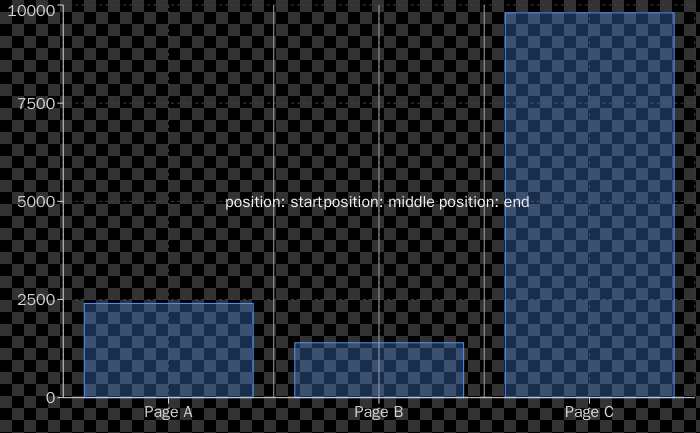 10000
7500
5000
position: startposition: middle position: end
2500
0
Page A Page B Page C